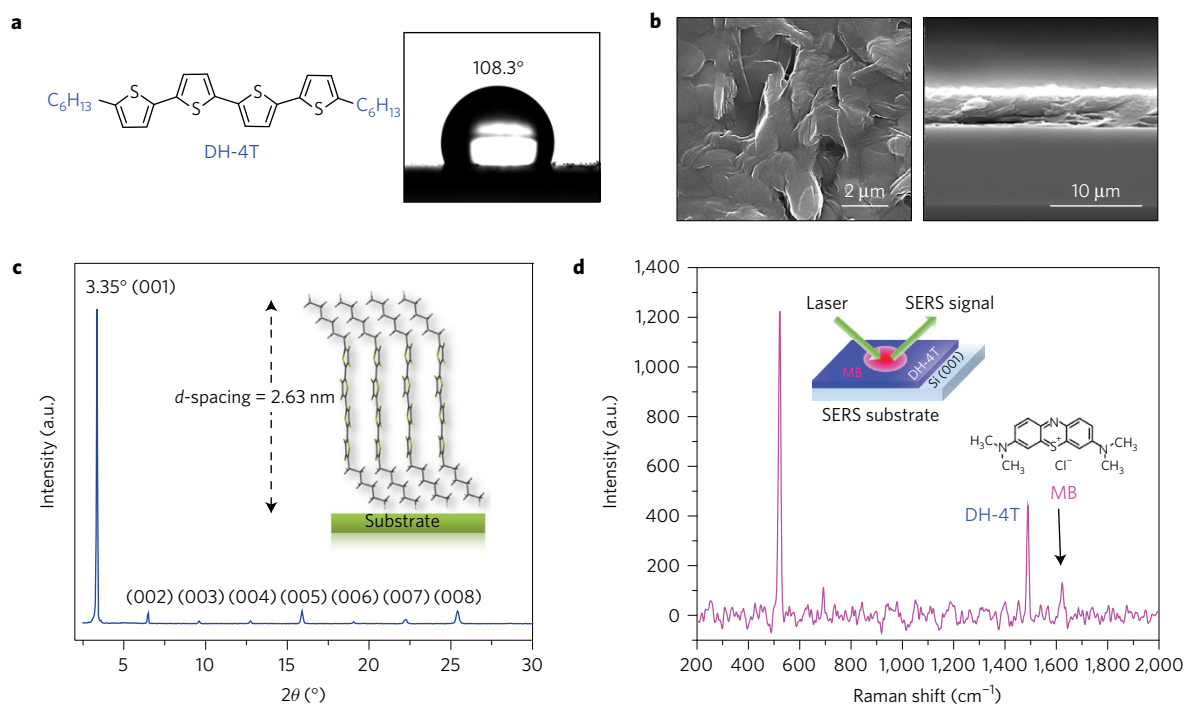 a
C₆H₁₃
S
S
S
S
C₆H₁₃
DH-4T
108.3°
b
2 μm
10 μm
c
3.35° (001)
d-spacing = 2.63 nm
Substrate
(002) (003) (004) (005) (006) (007) (008)
Intensity (a.u.)
5
10
15
20
25
30
2θ (°)
d
1,400
1,200
1,000
800
600
400
200
0
Intensity (a.u.)
Laser
SERS signal
MB
DH-4T
Si (001)
SERS substrate
N
H₃C
N
S⁺
N
CH₃
CH₃
Cl⁻
CH₃
MB
DH-4T
200
400
600
800
1,000
1,200
1,400
1,600
1,800
2,000
Raman shift (cm⁻¹)